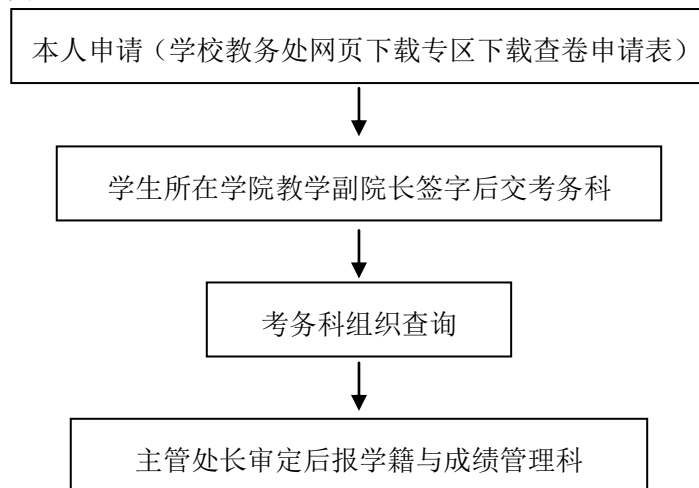 本人申请（学校教务处网页下载专区下载查卷申请表）
学生所在学院教学副院长签字后交考务科
考务科组织查询
主管处长审定后报学籍与成绩管理科